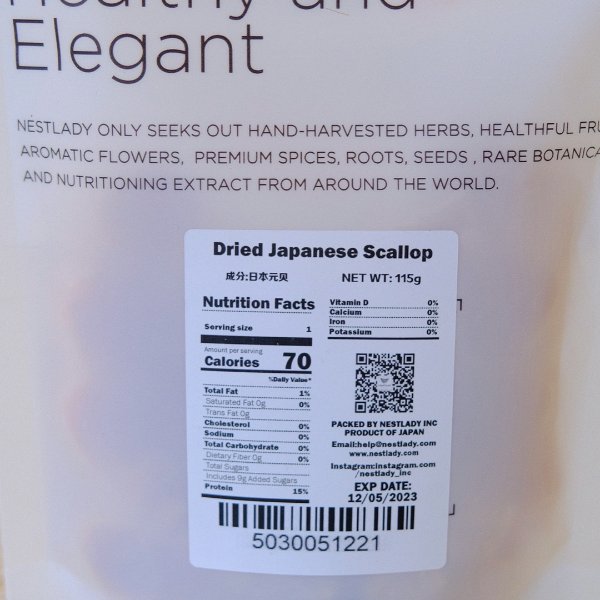 Healthy and
Elegant
NESTLADY ONLY SEEKS OUT HAND-HARVESTED HERBS, HEALTHFUL FRU
AROMATIC FLOWERS, PREMIUM SPICES, ROOTS, SEEDS , RARE BOTANICA
AND NUTRITIONING EXTRACT FROM AROUND THE WORLD.
Dried Japanese Scallop
成分:日本元贝 NET WT: 115g
Nutrition Facts
Serving size 1
Amount per serving
Calories 70
%Daily Value*
Total Fat 1%
Saturated Fat 0g 0%
Trans Fat 0g
Cholesterol 0%
Sodium 0%
Total Carbohydrate 0%
Dietary Fiber 0g 0%
Total Sugars
Includes 9g Added Sugars
Protein 15%
Vitamin D 0%
Calcium 0%
Iron 0%
Potassium 0%
PACKED BY NESTLADY INC
PRODUCT OF JAPAN
Email:help@nestlady.com
www.nestlady.com
Instagram:instagram.com
/nestlady_inc
EXP DATE:
12/05/2023
5030051221